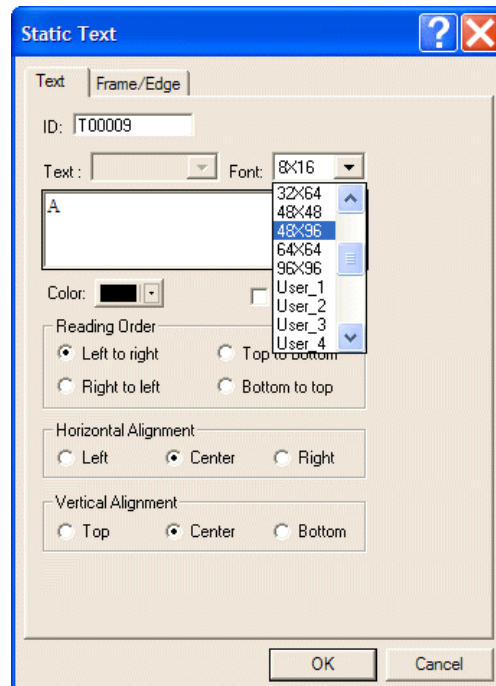 Static Text
Text Frame/Edge
ID: T00009
Text : Font: 8X16
A
32X64
48X48
48X96
64X64
96X96
User_1
User_2
User_3
User_4
Color:
Reading Order
Left to right Top to bottom
Right to left Bottom to top
Horizontal Alignment
Left Center Right
Vertical Alignment
Top Center Bottom
OK Cancel